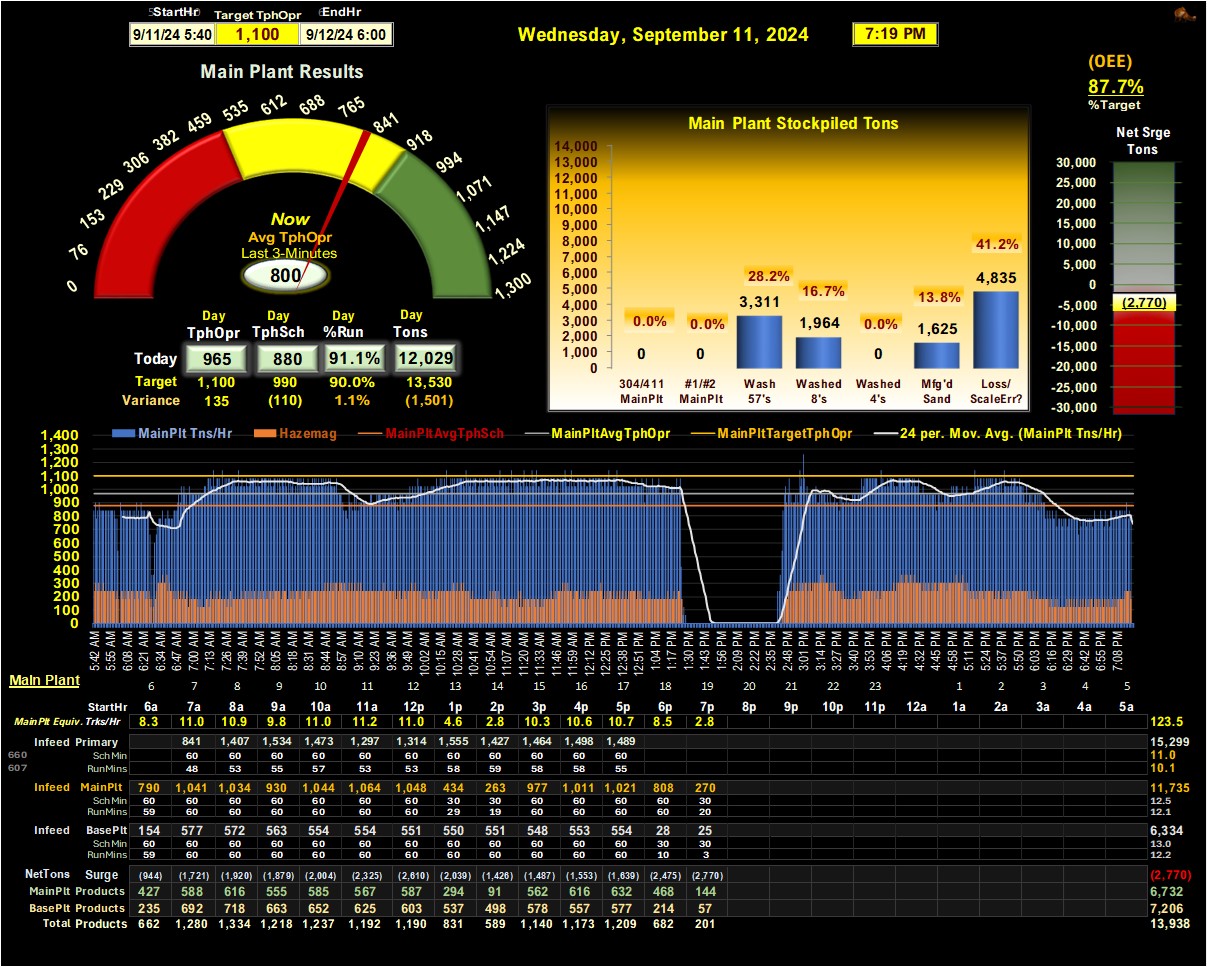 StartHr Target TphOpr EndHr
9/11/24 5:40 1,100 9/12/24 6:00
Wednesday, September 11, 2024 7:19 PM
(OEE)
87.7%
%Target
Main Plant Results
0 76 153 229 306 382 459 535 612 688 765 841 918 994 1,071 1,147 1,224 1,300
Now
Avg TphOpr
Last 3-Minutes
800
Day Day Day Day
TphOpr TphSch %Run Tons
Today 965 880 91.1% 12,029
Target 1,100 990 90.0% 13,530
Variance 135 (110) 1.1% (1,501)
Main Plant Stockpiled Tons
14,000
13,000
12,000
11,000
10,000
9,000
8,000
7,000
6,000
5,000
4,000
3,000
2,000
1,000
0
0.0% 0.0% 28.2% 16.7% 0.0% 13.8% 41.2%
0 0 3,311 1,964 0 1,625 4,835
304/411 #1/#2 Wash Washed Washed Mfg'd Loss/
MainPlt MainPlt 57's 8's 4's Sand ScaleErr?
Net Srge
Tons
30,000
25,000
20,000
15,000
10,000
5,000
0
-5,000
-10,000
-15,000
-20,000
-25,000
-30,000
(2,770)
MainPlt Tns/Hr Hazemag MainPltAvgTphSch MainPltAvgTphOpr MainPltTargetTphOpr 24 per. Mov. Avg. (MainPlt Tns/Hr)
1,400
1,300
1,200
1,100
1,000
900
800
700
600
500
400
300
200
100
0
5:42 AM 5:55 AM 6:08 AM 6:21 AM 6:34 AM 6:47 AM 7:00 AM 7:13 AM 7:26 AM 7:39 AM 7:52 AM 8:05 AM 8:18 AM 8:31 AM 8:44 AM 8:57 AM 9:10 AM 9:23 AM 9:36 AM 9:49 AM 10:02 AM 10:15 AM 10:28 AM 10:41 AM 10:54 AM 11:07 AM 11:20 AM 11:33 AM 11:46 AM 11:59 AM 12:12 PM 12:25 PM 12:38 PM 12:51 PM 1:04 PM 1:17 PM 1:30 PM 1:43 PM 1:56 PM 2:09 PM 2:22 PM 2:35 PM 2:48 PM 3:01 PM 3:14 PM 3:27 PM 3:40 PM 3:53 PM 4:06 PM 4:19 PM 4:32 PM 4:45 PM 4:58 PM 5:11 PM 5:24 PM 5:37 PM 5:50 PM 6:03 PM 6:16 PM 6:29 PM 6:42 PM 6:55 PM 7:08 PM
Main Plant
6 7 8 9 10 11 12 13 14 15 16 17 18 19 20 21 22 23 1 2 3 4 5
StartHr 6a 7a 8a 9a 10a 11a 12p 1p 2p 3p 4p 5p 6p 7p 8p 9p 10p 11p 12a 1a 2a 3a 4a 5a
MainPlt Equiv. Trks/Hr 8.3 11.0 10.9 9.8 11.0 11.2 11.0 4.6 2.8 10.3 10.6 10.7 8.5 2.8 123.5
Infeed Primary 841 1,407 1,534 1,473 1,297 1,314 1,555 1,427 1,464 1,498 1,489 15,299
660 SchMin 60 60 60 60 60 60 60 60 60 60 60 11.0
607 RunMins 48 53 55 57 53 53 58 59 58 58 55 10.1
Infeed MainPlt 790 1,041 1,034 930 1,044 1,064 1,048 434 263 977 1,011 1,021 808 270 11,735
SchMin 60 60 60 60 60 60 60 30 30 60 60 60 60 30 12.5
RunMins 59 60 60 60 60 60 60 29 19 60 60 60 60 20 12.1
Infeed BasePlt 154 577 572 563 554 554 551 550 551 548 553 554 28 25 6,334
SchMin 60 60 60 60 60 60 60 60 60 60 60 60 30 30 13.0
RunMins 59 60 60 60 60 60 60 60 60 60 60 60 10 3 12.2
NetTons Surge (944) (1,721) (1,920) (1,879) (2,004) (2,325) (2,610) (2,039) (1,426) (1,487) (1,553) (1,639) (2,475) (2,770) (2,770)
MainPlt Products 427 588 616 555 585 567 587 294 91 562 616 632 468 144 6,732
BasePlt Products 235 692 718 663 652 625 603 537 498 578 557 577 214 57 7,206
Total Products 662 1,280 1,334 1,218 1,237 1,192 1,190 831 589 1,140 1,173 1,209 682 201 13,938